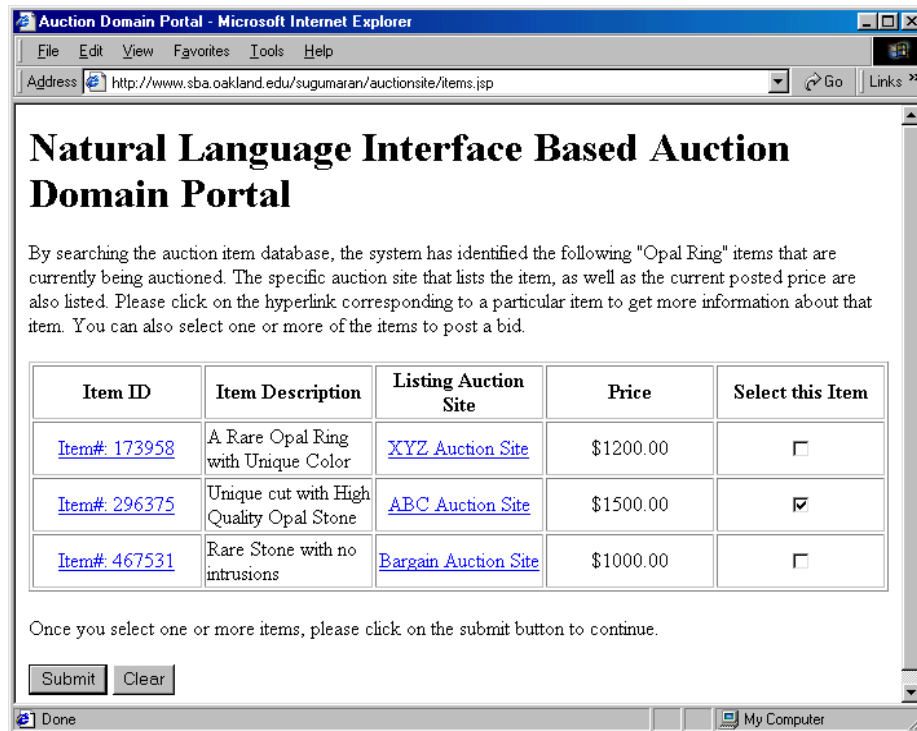 Auction Domain Portal - Microsoft Internet Explorer
File Edit View Favorites Tools Help
Address http://www.sba.oakland.edu/sugumaran/auctionsite/items.jsp Go Links »
Natural Language Interface Based Auction
Domain Portal
By searching the auction item database, the system has identified the following "Opal Ring" items that are
currently being auctioned. The specific auction site that lists the item, as well as the current posted price are
also listed. Please click on the hyperlink corresponding to a particular item to get more information about that
item. You can also select one or more of the items to post a bid.
Item ID Item Description Listing Auction Site Price Select this Item
Item#: 173958 A Rare Opal Ring with Unique Color XYZ Auction Site $1200.00
Item#: 296375 Unique cut with High Quality Opal Stone ABC Auction Site $1500.00
Item#: 467531 Rare Stone with no intrusions Bargain Auction Site $1000.00
Once you select one or more items, please click on the submit button to continue.
Submit Clear
Done My Computer